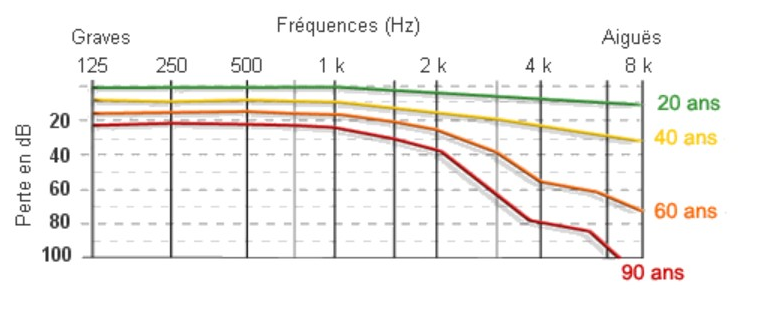 Fréquences (Hz)
Graves
Aiguës
125 250 500 1 k 2 k 4 k 8 k
20 ans
20
40 ans
40
Perte en dB
60
60 ans
80
100
90 ans